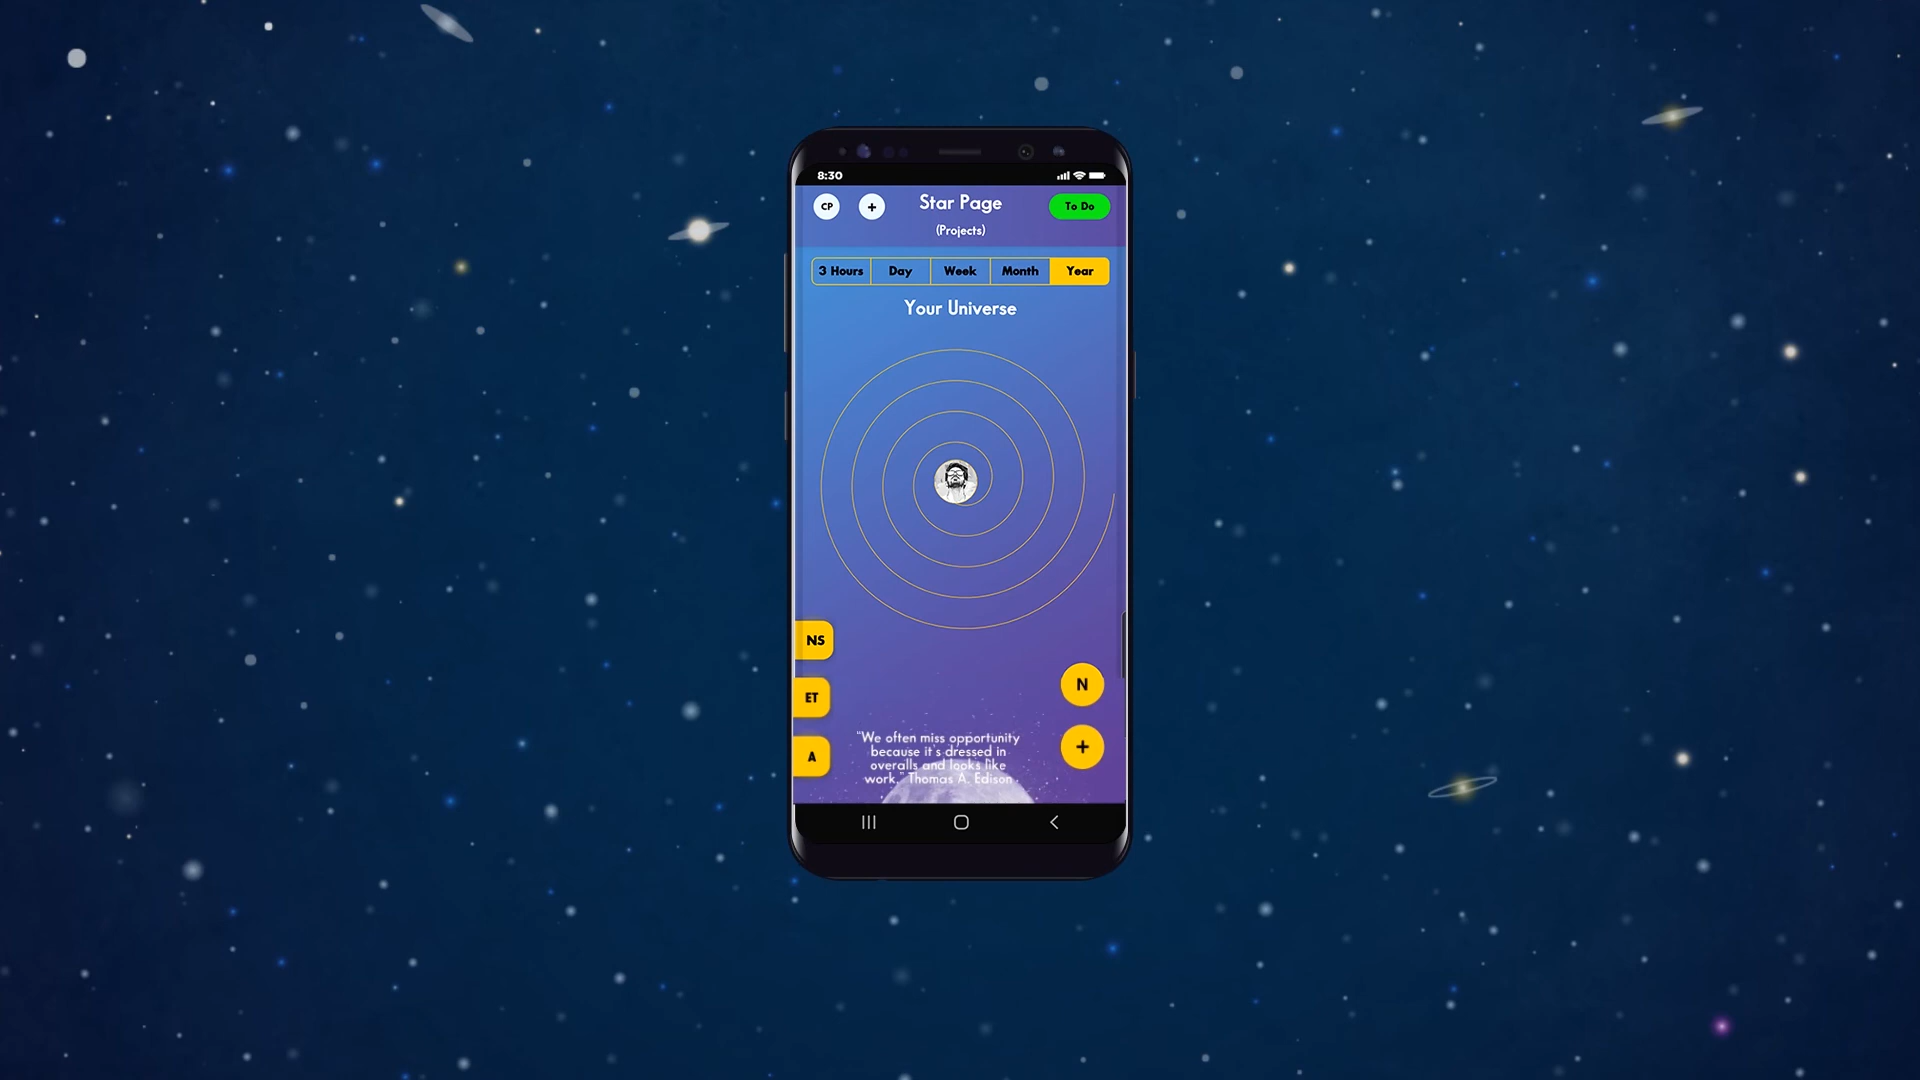 8:30
CP
+
Star Page
To Do
(Projects)
3 Hours
Day
Week
Month
Year
Your Universe
NS
ET
A
N
+
"We often miss opportunity
because it's dressed in
overalls and looks like
work." Thomas A. Edison